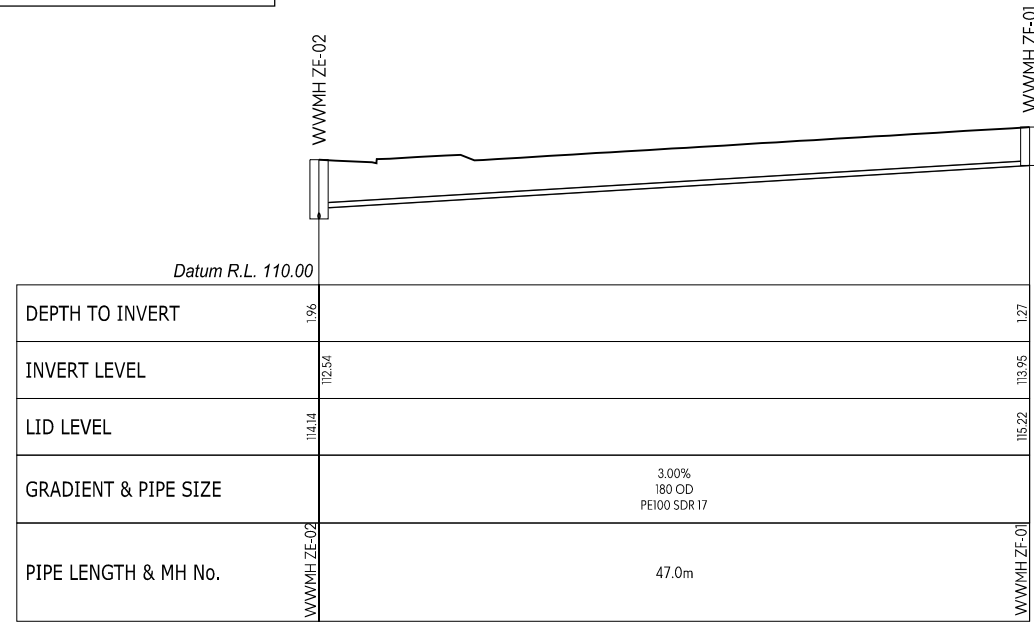 WWMH ZE-02
WWMH ZF-01
Datum R.L. 110.00
DEPTH TO INVERT
1.96
1.27
INVERT LEVEL
112.54
113.95
LID LEVEL
114.14
115.22
GRADIENT & PIPE SIZE
3.00%
180 OD
PE100 SDR 17
PIPE LENGTH & MH No.
WWMH ZE-02
47.0m
WWMH ZF-01